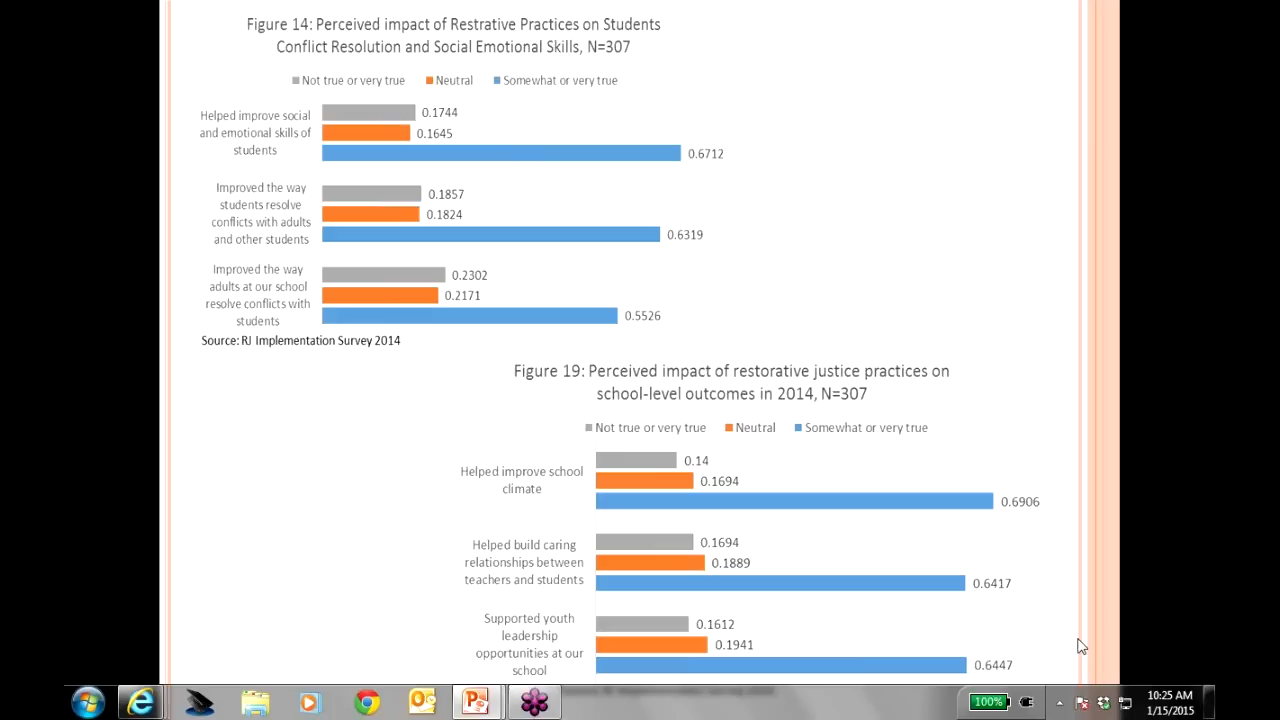 Figure 14: Perceived impact of Restrative Practices on Students
Conflict Resolution and Social Emotional Skills, N=307
Not true or very true
Neutral
Somewhat or very true
Helped improve social
and emotional skills of
students
0.1744
0.1645
0.6712
Improved the way
students resolve
conflicts with adults
and other students
0.1857
0.1824
0.6319
Improved the way
adults at our school
resolve conflicts with
students
0.2302
0.2171
0.5526
Source: RJ Implementation Survey 2014
Figure 19: Perceived impact of restorative justice practices on
school-level outcomes in 2014, N=307
Not true or very true
Neutral
Somewhat or very true
Helped improve school
climate
0.14
0.1694
0.6906
Helped build caring
relationships between
teachers and students
0.1694
0.1889
0.6417
Supported youth
leadership
opportunities at our
school
0.1612
0.1941
0.6447
100%
10:25 AM
1/15/2015